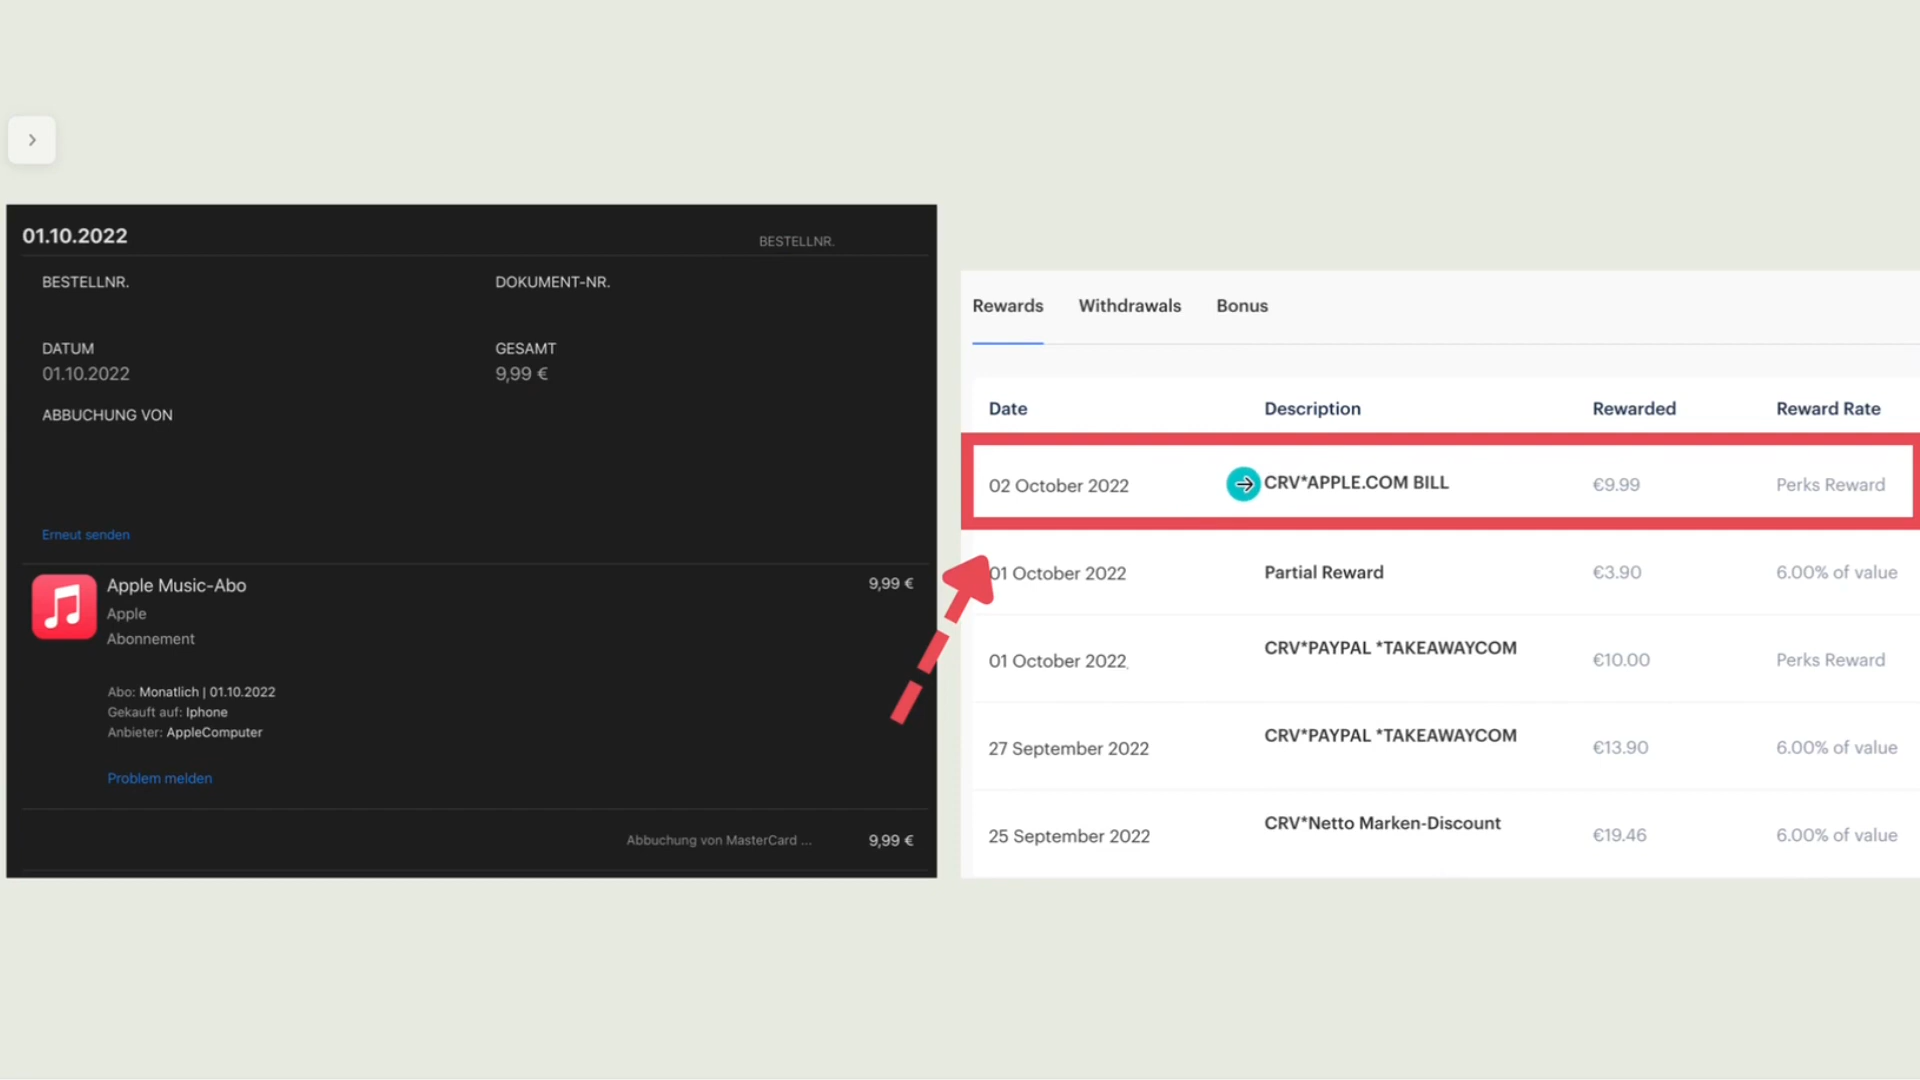 01.10.2022
BESTELLNR.
BESTELLNR. DOKUMENT-NR.
DATUM GESAMT
01.10.2022 9,99 €
ABBUCHUNG VON
Erneut senden
Apple Music-Abo 9,99 €
Apple
Abonnement
Abo: Monatlich | 01.10.2022
Gekauft auf: Iphone
Anbieter: AppleComputer
Problem melden
Abbuchung von MasterCard ... 9,99 €
Rewards Withdrawals Bonus
Date Description Rewarded Reward Rate
02 October 2022 CRV*APPLE.COM BILL €9.99 Perks Reward
01 October 2022 Partial Reward €3.90 6.00% of value
01 October 2022 CRV*PAYPAL *TAKEAWAYCOM €10.00 Perks Reward
27 September 2022 CRV*PAYPAL *TAKEAWAYCOM €13.90 6.00% of value
25 September 2022 CRV*Netto Marken-Discount €19.46 6.00% of value